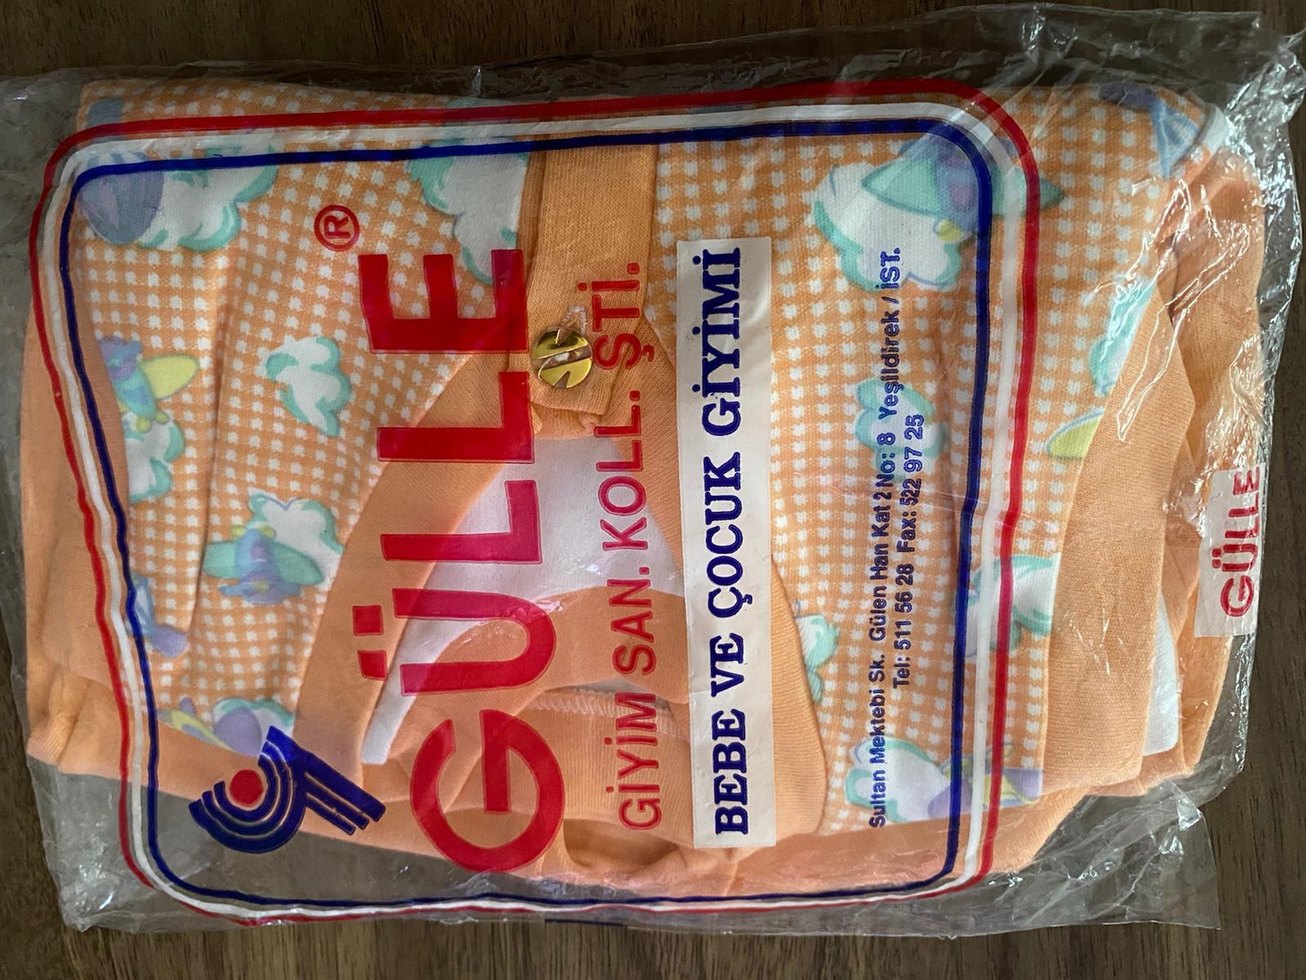 GÜLLE®
GİYİM SAN. KOLL. ŞTİ.
BEBE VE ÇOCUK GİYİMİ
Sultan Mektebi Sk. Gülen Han Kat 2 No: 8 Yeşildirek / İST.
Tel: 511 56 28 Fax: 522 97 25
GÜLLE